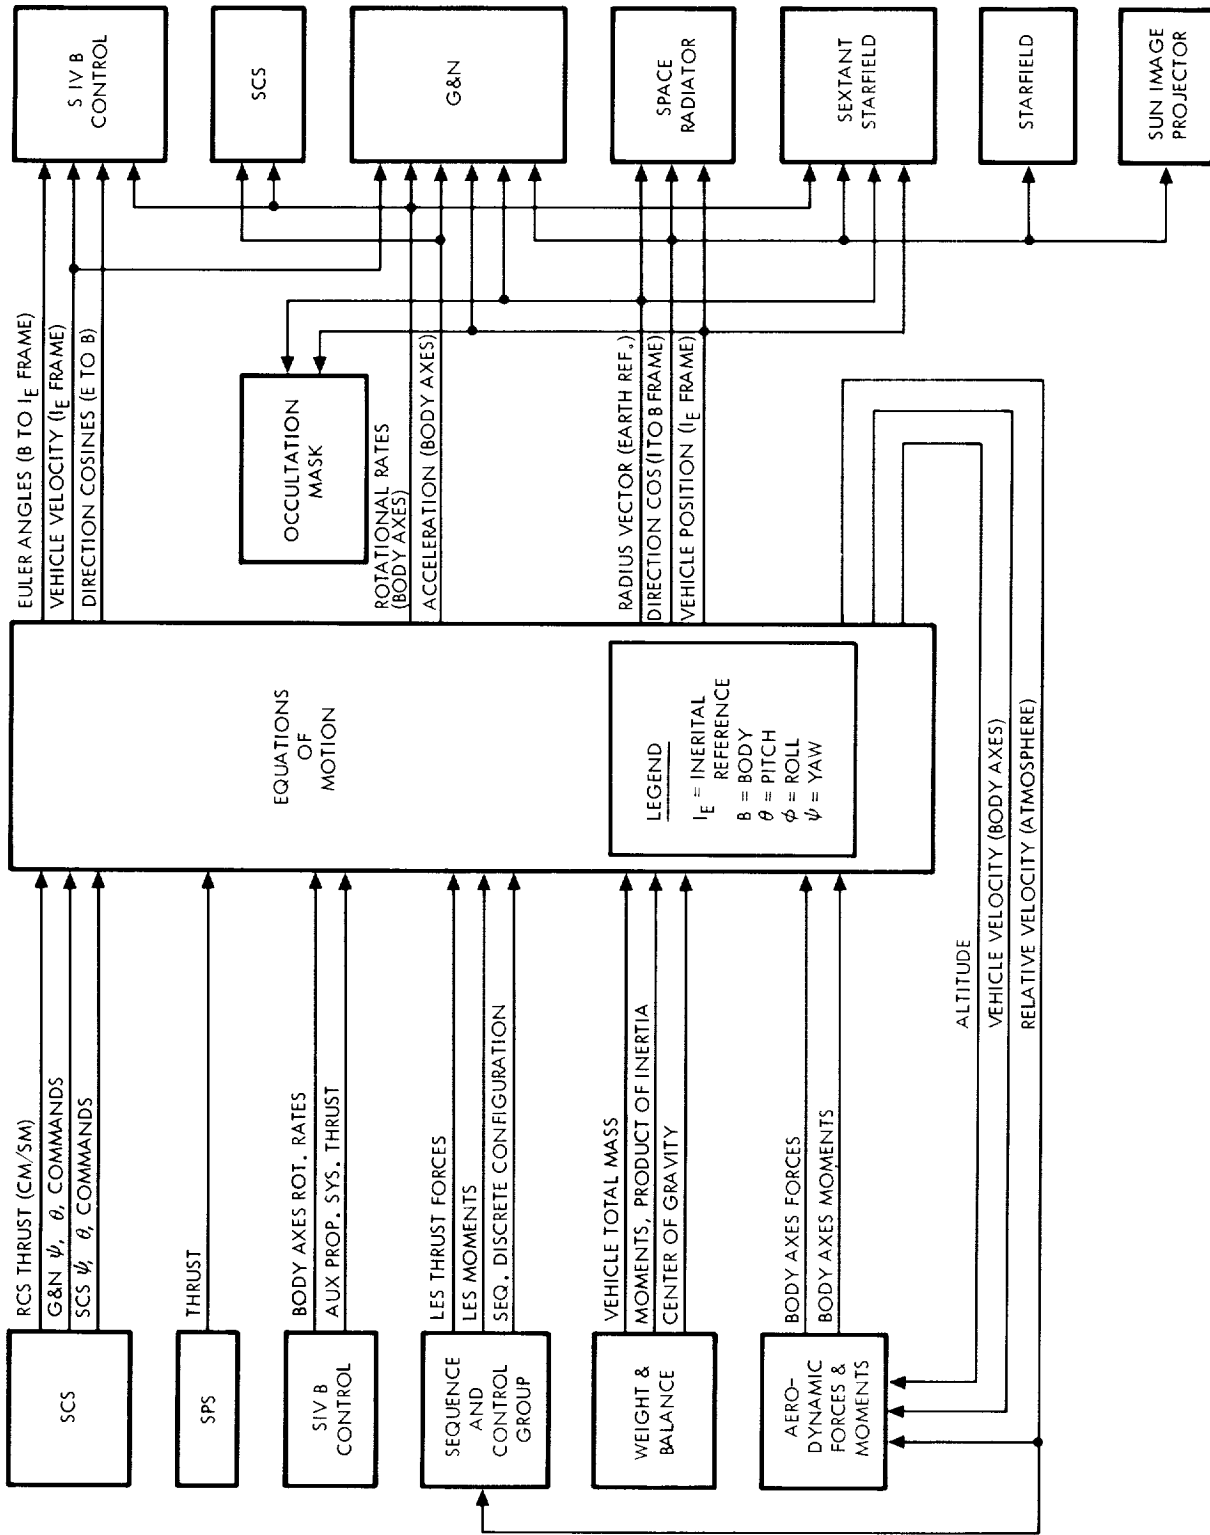 SCS
RCS THRUST (CM/SM)
G&N ψ, θ, COMMANDS
SCS ψ, θ, COMMANDS
SPS
THRUST
SIV B
CONTROL
BODY AXES ROT. RATES
AUX PROP. SYS. THRUST
SEQUENCE
AND
CONTROL
GROUP
LES THRUST FORCES
LES MOMENTS
SEQ. DISCRETE CONFIGURATION
WEIGHT &
BALANCE
VEHICLE TOTAL MASS
MOMENTS, PRODUCT OF INERTIA
CENTER OF GRAVITY
AERO-
DYNAMIC
FORCES &
MOMENTS
BODY AXES FORCES
BODY AXES MOMENTS
ALTITUDE
VEHICLE VELOCITY (BODY AXES)
RELATIVE VELOCITY (ATMOSPHERE)
EQUATIONS
OF
MOTION
LEGEND
I_E = INERITAL
REFERENCE
B = BODY
θ = PITCH
ϕ = ROLL
ψ = YAW
EULER ANGLES (B TO I_E FRAME)
VEHICLE VELOCITY (I_E FRAME)
DIRECTION COSINES (E TO B)
OCCULTATION
MASK
ROTATIONAL RATES
(BODY AXES)
ACCELERATION (BODY AXES)
RADIUS VECTOR (EARTH REF.)
DIRECTION COS (I TO B FRAME)
VEHICLE POSITION (I_E FRAME)
S IV B
CONTROL
SCS
G&N
SPACE
RADIATOR
SEXTANT
STARFIELD
STARFIELD
SUN IMAGE
PROJECTOR